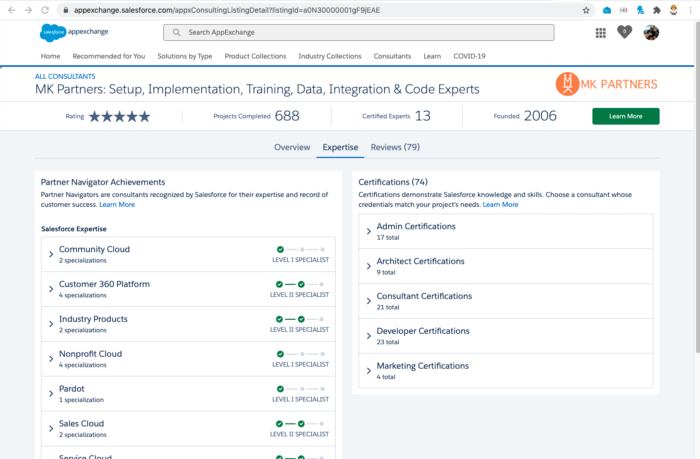 appexchange.salesforce.com/appxConsultingListingDetail?listingId=a0N30000001gF9jEAE
salesforce appexchange
Search AppExchange
0
Home Recommended for You Solutions by Type Product Collections Industry Collections Consultants Learn COVID-19
ALL CONSULTANTS
MK Partners: Setup, Implementation, Training, Data, Integration & Code Experts
MK PARTNERS
Rating Projects Completed 688 Certified Experts 13 Founded 2006 Learn More
Overview Expertise Reviews (79)
Partner Navigator Achievements
Partner Navigators are consultants recognized by Salesforce for their expertise and record of
customer success. Learn More
Salesforce Expertise
Community Cloud
2 specializations
LEVEL I SPECIALIST
Customer 360 Platform
4 specializations
LEVEL II SPECIALIST
Industry Products
2 specializations
LEVEL II SPECIALIST
Nonprofit Cloud
4 specializations
LEVEL I SPECIALIST
Pardot
1 specialization
LEVEL I SPECIALIST
Sales Cloud
2 specializations
LEVEL II SPECIALIST
Service Cloud
Certifications (74)
Certifications demonstrate Salesforce knowledge and skills. Choose a consultant whose
credentials match your project's needs. Learn More
Admin Certifications
17 total
Architect Certifications
9 total
Consultant Certifications
21 total
Developer Certifications
23 total
Marketing Certifications
4 total